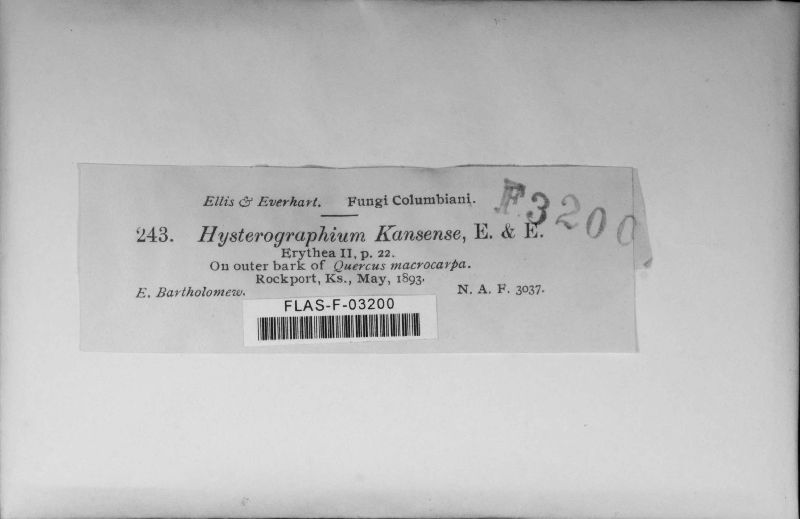 Ellis & Everhart. Fungi Columbiani.
F 3200
243. Hysterographium Kansense, E. & E.
Erythea II, p. 22.
On outer bark of Quercus macrocarpa.
Rockport, Ks., May, 1893.
E. Bartholomew. N. A. F. 3037.
FLAS-F-03200